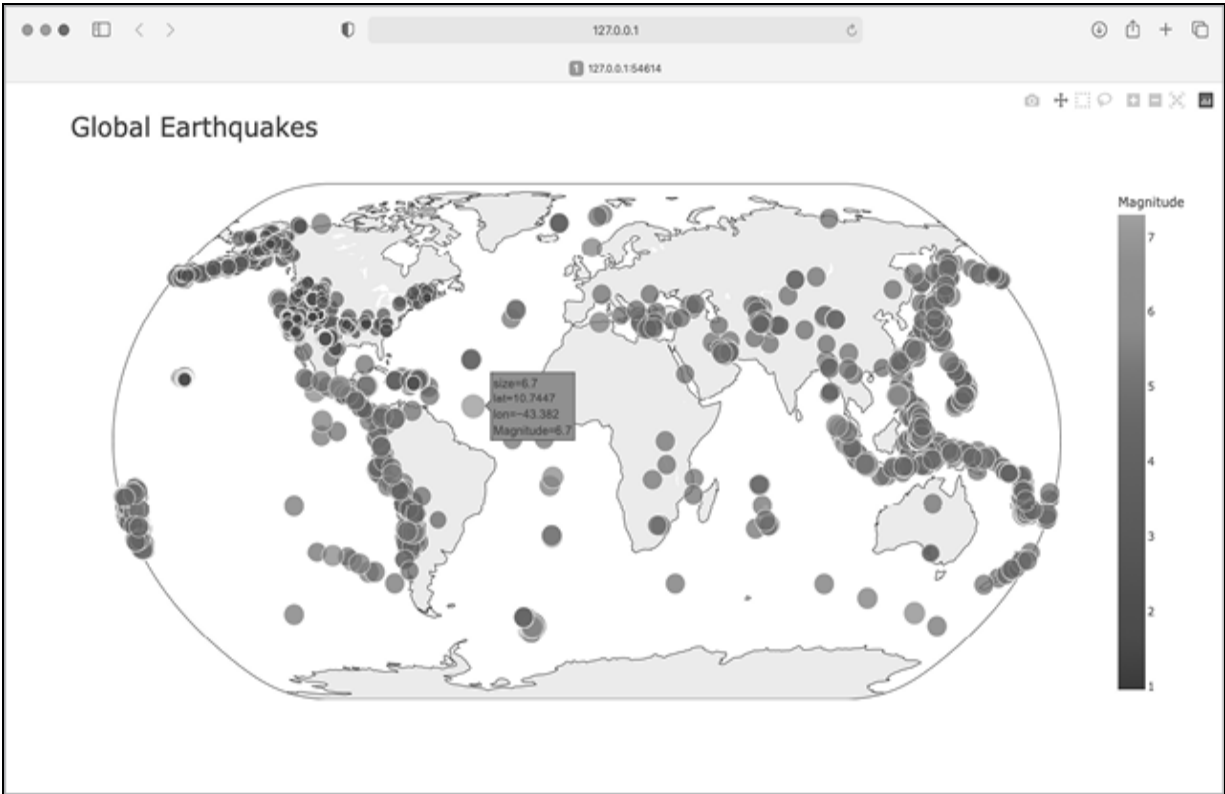 127.0.0.1
1 127.0.0.1:54614
Global Earthquakes
Magnitude
7
6
5
4
3
2
1
size=6.7
lat=10.7447
lon=−43.382
Magnitude=6.7